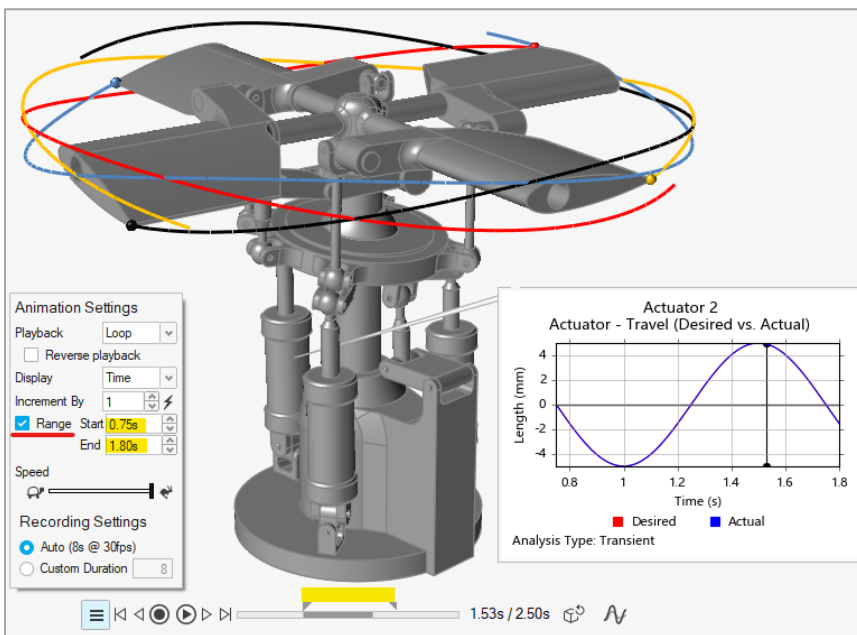 Animation Settings
Playback Loop
Reverse playback
Display Time
Increment By 1
Range Start 0.75s
End 1.80s
Speed
Recording Settings
Auto (8s @ 30fps)
Custom Duration 8
Actuator 2
Actuator - Travel (Desired vs. Actual)
Length (mm)
4
2
0
-2
-4
0.8 1 1.2 1.4 1.6 1.8
Time (s)
Desired Actual
Analysis Type: Transient
1.53s / 2.50s